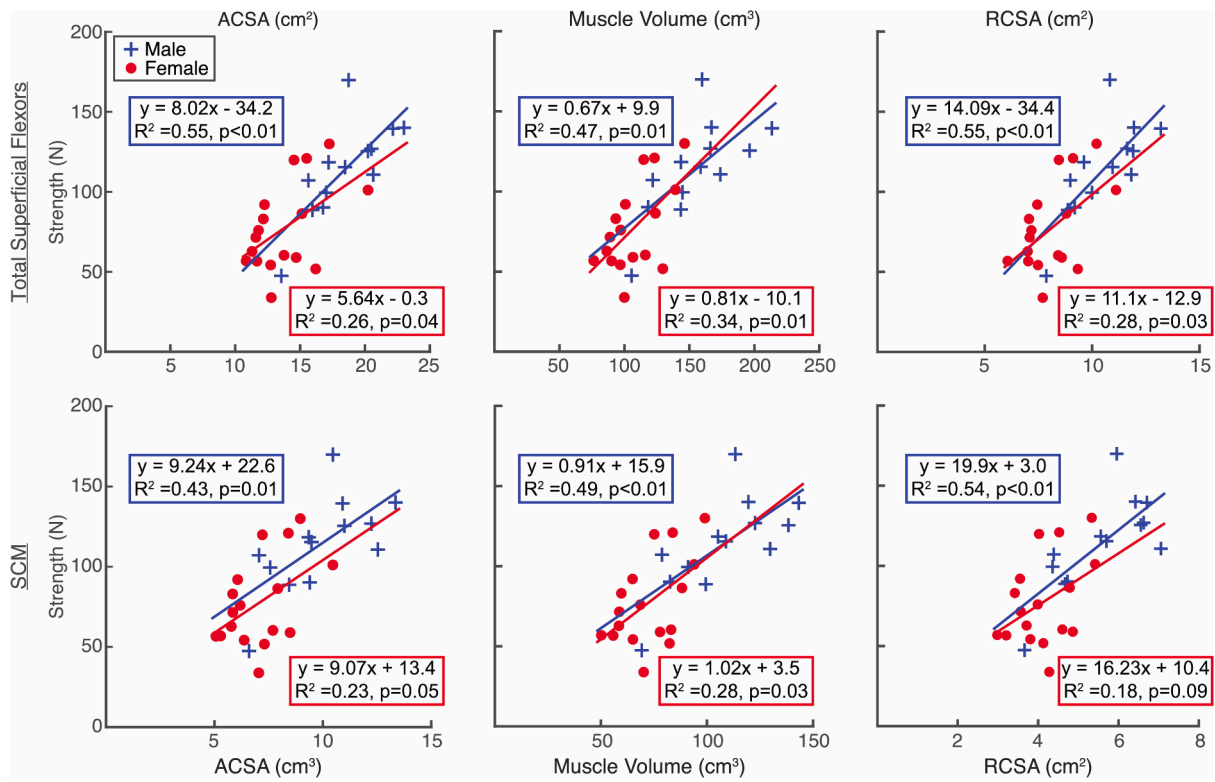 ACSA (cm²)
Muscle Volume (cm³)
RCSA (cm²)
Total Superficial Flexors
Strength (N)
200
150
100
50
0
Male
Female
y = 8.02x - 34.2
R² =0.55, p<0.01
y = 5.64x - 0.3
R² =0.26, p=0.04
5
10
15
20
25
y = 0.67x + 9.9
R² =0.47, p=0.01
y = 0.81x - 10.1
R² =0.34, p=0.01
50
100
150
200
250
y = 14.09x - 34.4
R² =0.55, p<0.01
y = 11.1x - 12.9
R² =0.28, p=0.03
5
10
15
SCM
Strength (N)
200
150
100
50
0
y = 9.24x + 22.6
R² =0.43, p=0.01
y = 9.07x + 13.4
R² =0.23, p=0.05
5
10
15
ACSA (cm³)
y = 0.91x + 15.9
R² =0.49, p<0.01
y = 1.02x + 3.5
R² =0.28, p=0.03
50
100
150
Muscle Volume (cm³)
y = 19.9x + 3.0
R² =0.54, p<0.01
y = 16.23x + 10.4
R² =0.18, p=0.09
2
4
6
8
RCSA (cm²)